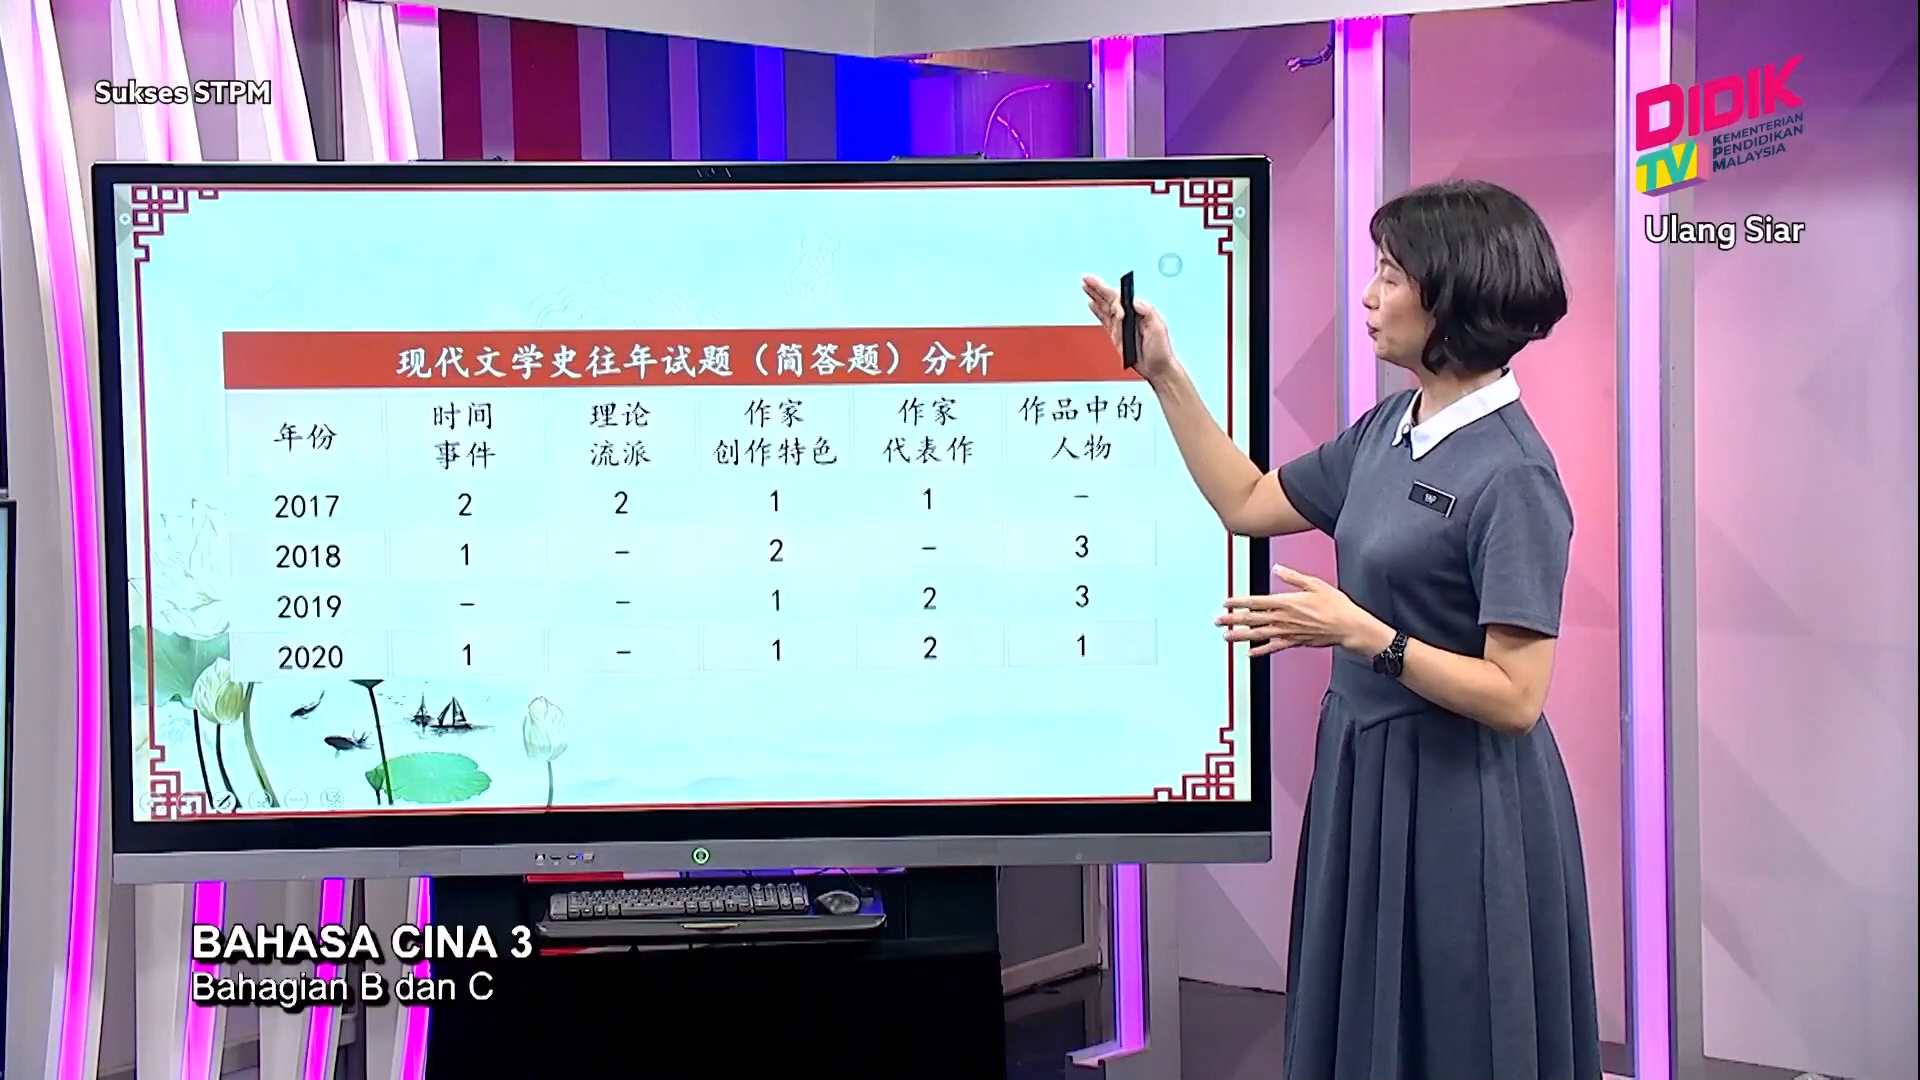 Sukses STPM
DIDIK
TV
KEMENTERIAN
PENDIDIKAN
MALAYSIA
Ulang Siar
现代文学史往年试题（简答题）分析
年份 时间事件 理论流派 作家创作特色 作家代表作 作品中的人物
2017 2 2 1 1 –
2018 1 – 2 – 3
2019 – – 1 2 3
2020 1 – 1 2 1
YAP
BAHASA CINA 3
Bahagian B dan C